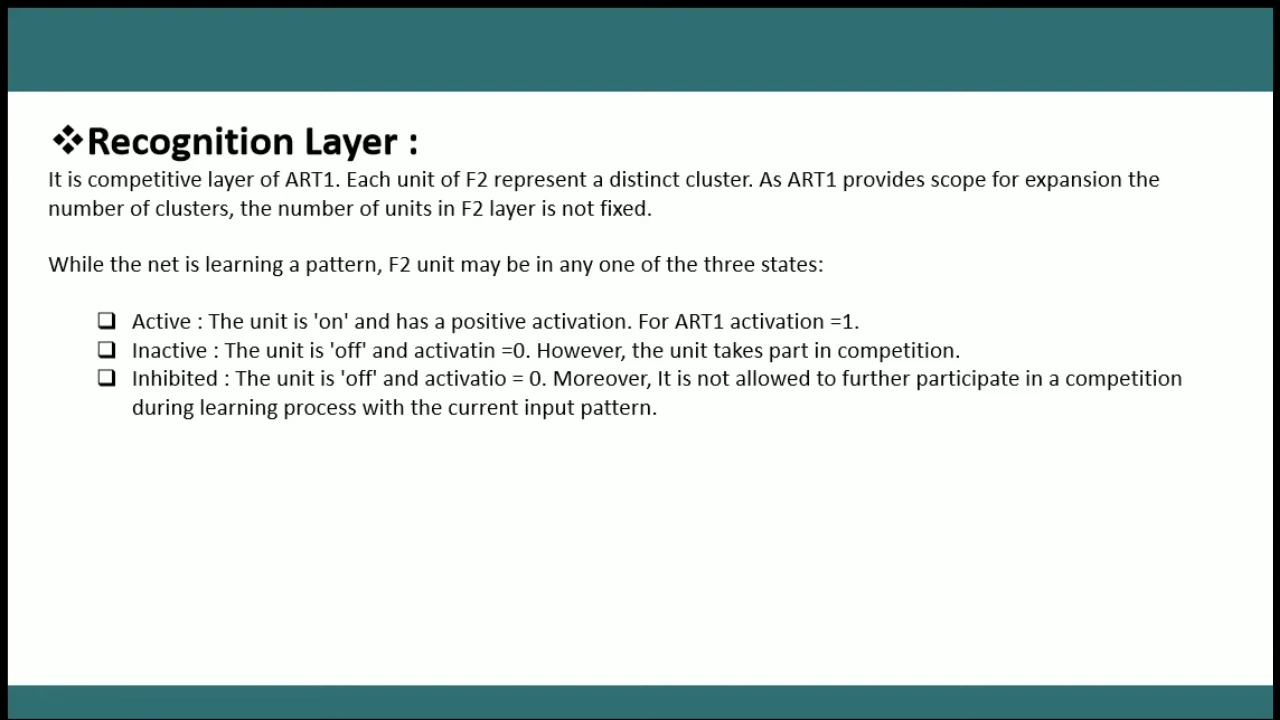 ❖Recognition Layer :
It is competitive layer of ART1. Each unit of F2 represent a distinct cluster. As ART1 provides scope for expansion the
number of clusters, the number of units in F2 layer is not fixed.
While the net is learning a pattern, F2 unit may be in any one of the three states:
❑ Active : The unit is 'on' and has a positive activation. For ART1 activation =1.
❑ Inactive : The unit is 'off' and activatin =0. However, the unit takes part in competition.
❑ Inhibited : The unit is 'off' and activatio = 0. Moreover, It is not allowed to further participate in a competition
during learning process with the current input pattern.